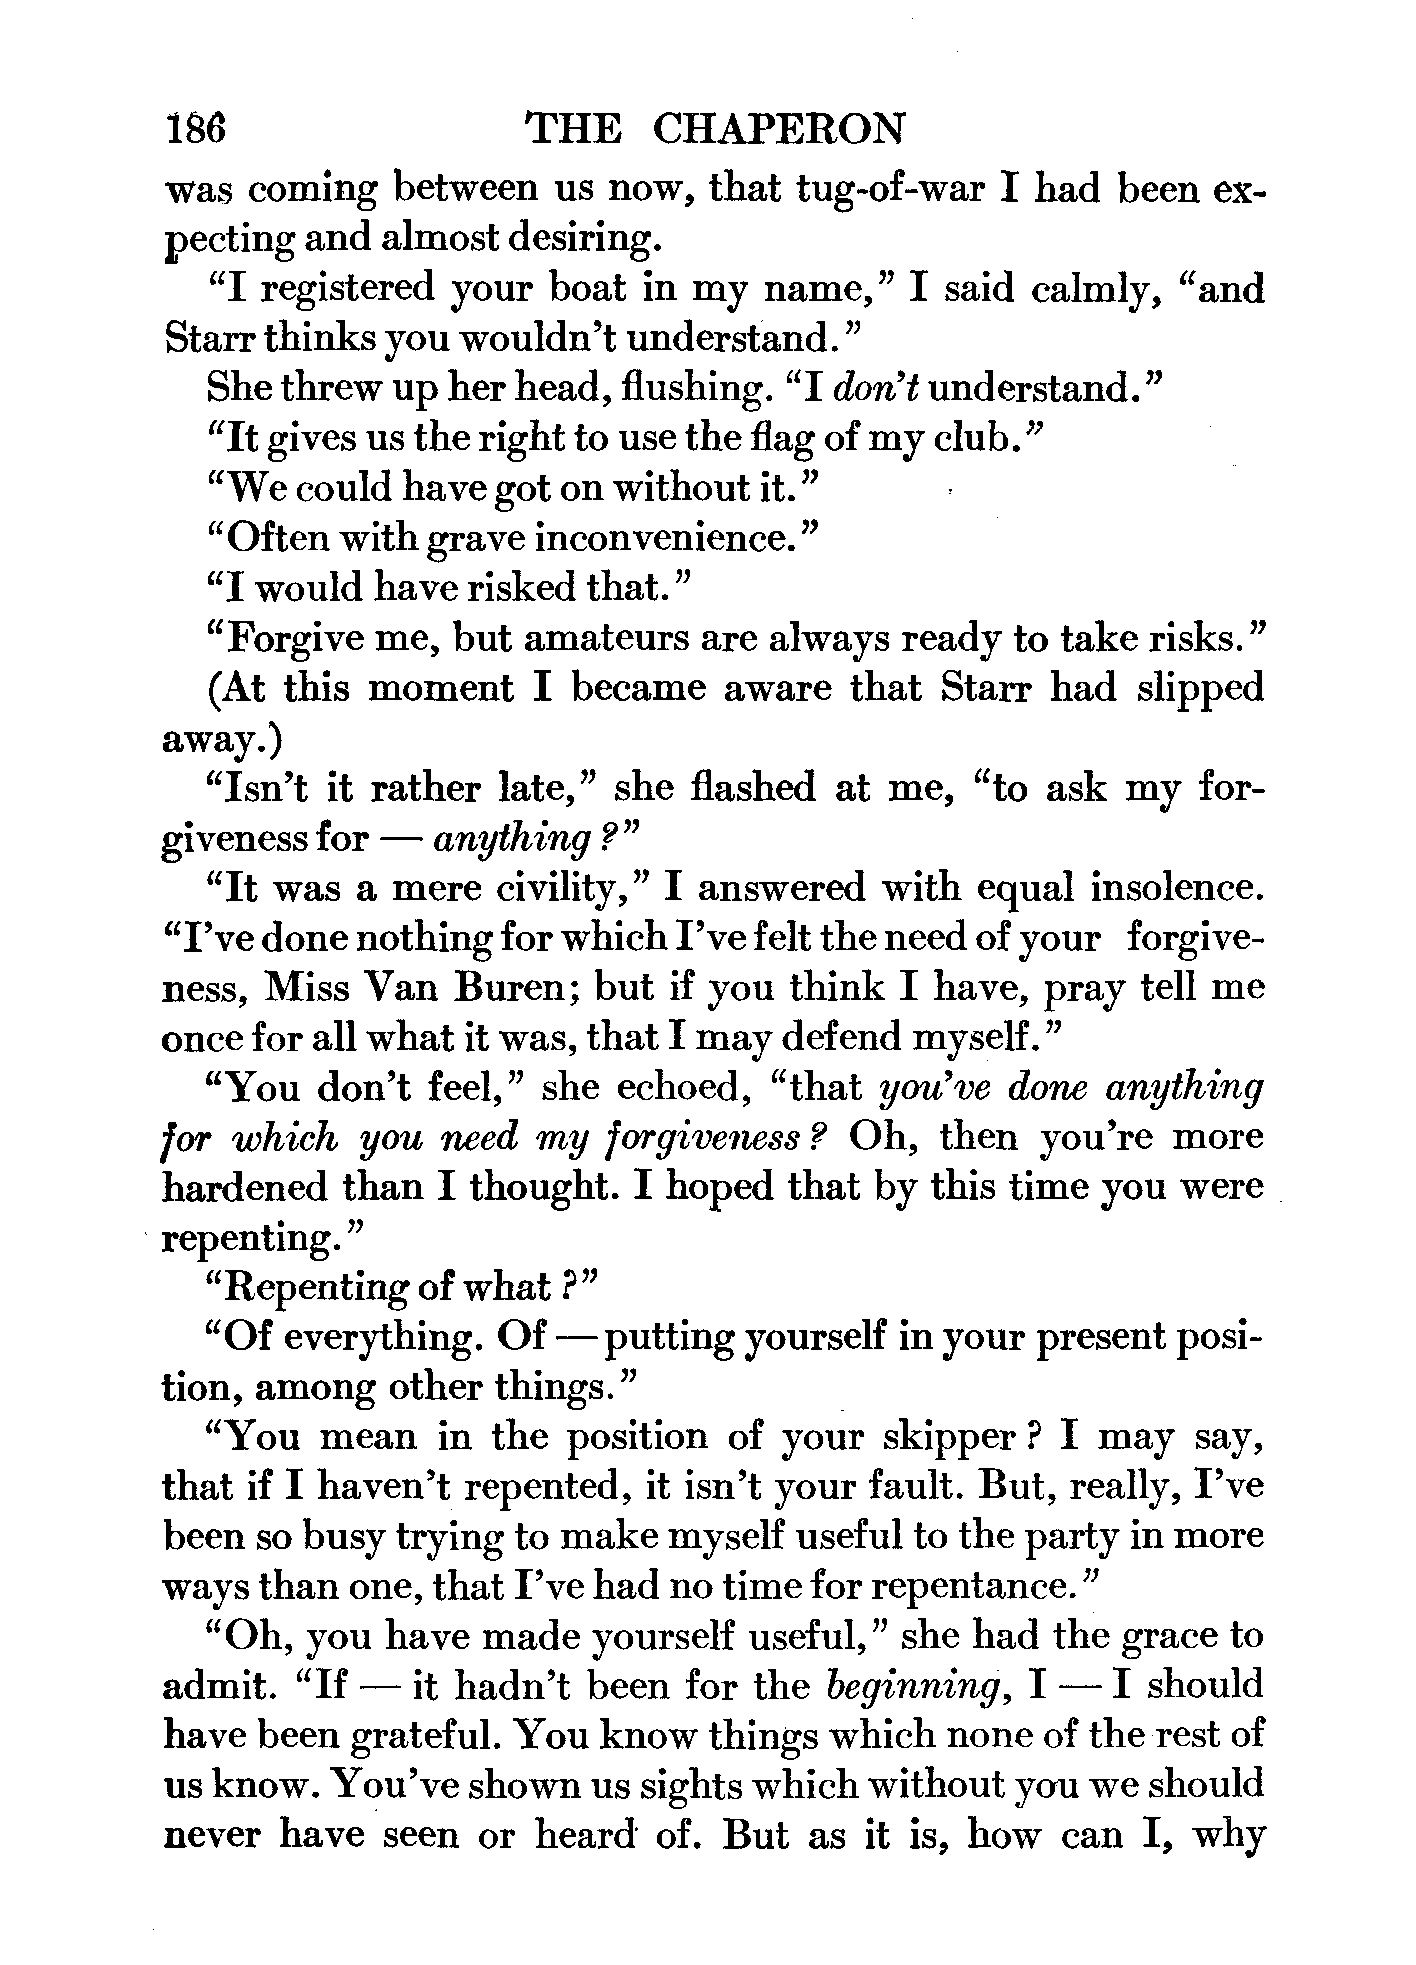 186 THE CHAPERON
was coming between us now, that tug-of-war I had been ex-
pecting and almost desiring.
"I registered your boat in my name," I said calmly, "and
Starr thinks you wouldn't understand."
She threw up her head, flushing. "I don't understand."
"It gives us the right to use the flag of my club."
"We could have got on without it."
"Often with grave inconvenience."
"I would have risked that."
"Forgive me, but amateurs are always ready to take risks."
(At this moment I became aware that Starr had slipped
away.)
"Isn't it rather late," she flashed at me, "to ask my for-
giveness for — anything?"
"It was a mere civility," I answered with equal insolence.
"I've done nothing for which I've felt the need of your forgive-
ness, Miss Van Buren; but if you think I have, pray tell me
once for all what it was, that I may defend myself."
"You don't feel," she echoed, "that you've done anything
for which you need my forgiveness? Oh, then you're more
hardened than I thought. I hoped that by this time you were
repenting."
"Repenting of what?"
"Of everything. Of — putting yourself in your present posi-
tion, among other things."
"You mean in the position of your skipper? I may say,
that if I haven't repented, it isn't your fault. But, really, I've
been so busy trying to make myself useful to the party in more
ways than one, that I've had no time for repentance."
"Oh, you have made yourself useful," she had the grace to
admit. "If — it hadn't been for the beginning, I — I should
have been grateful. You know things which none of the rest of
us know. You've shown us sights which without you we should
never have seen or heard of. But as it is, how can I, why